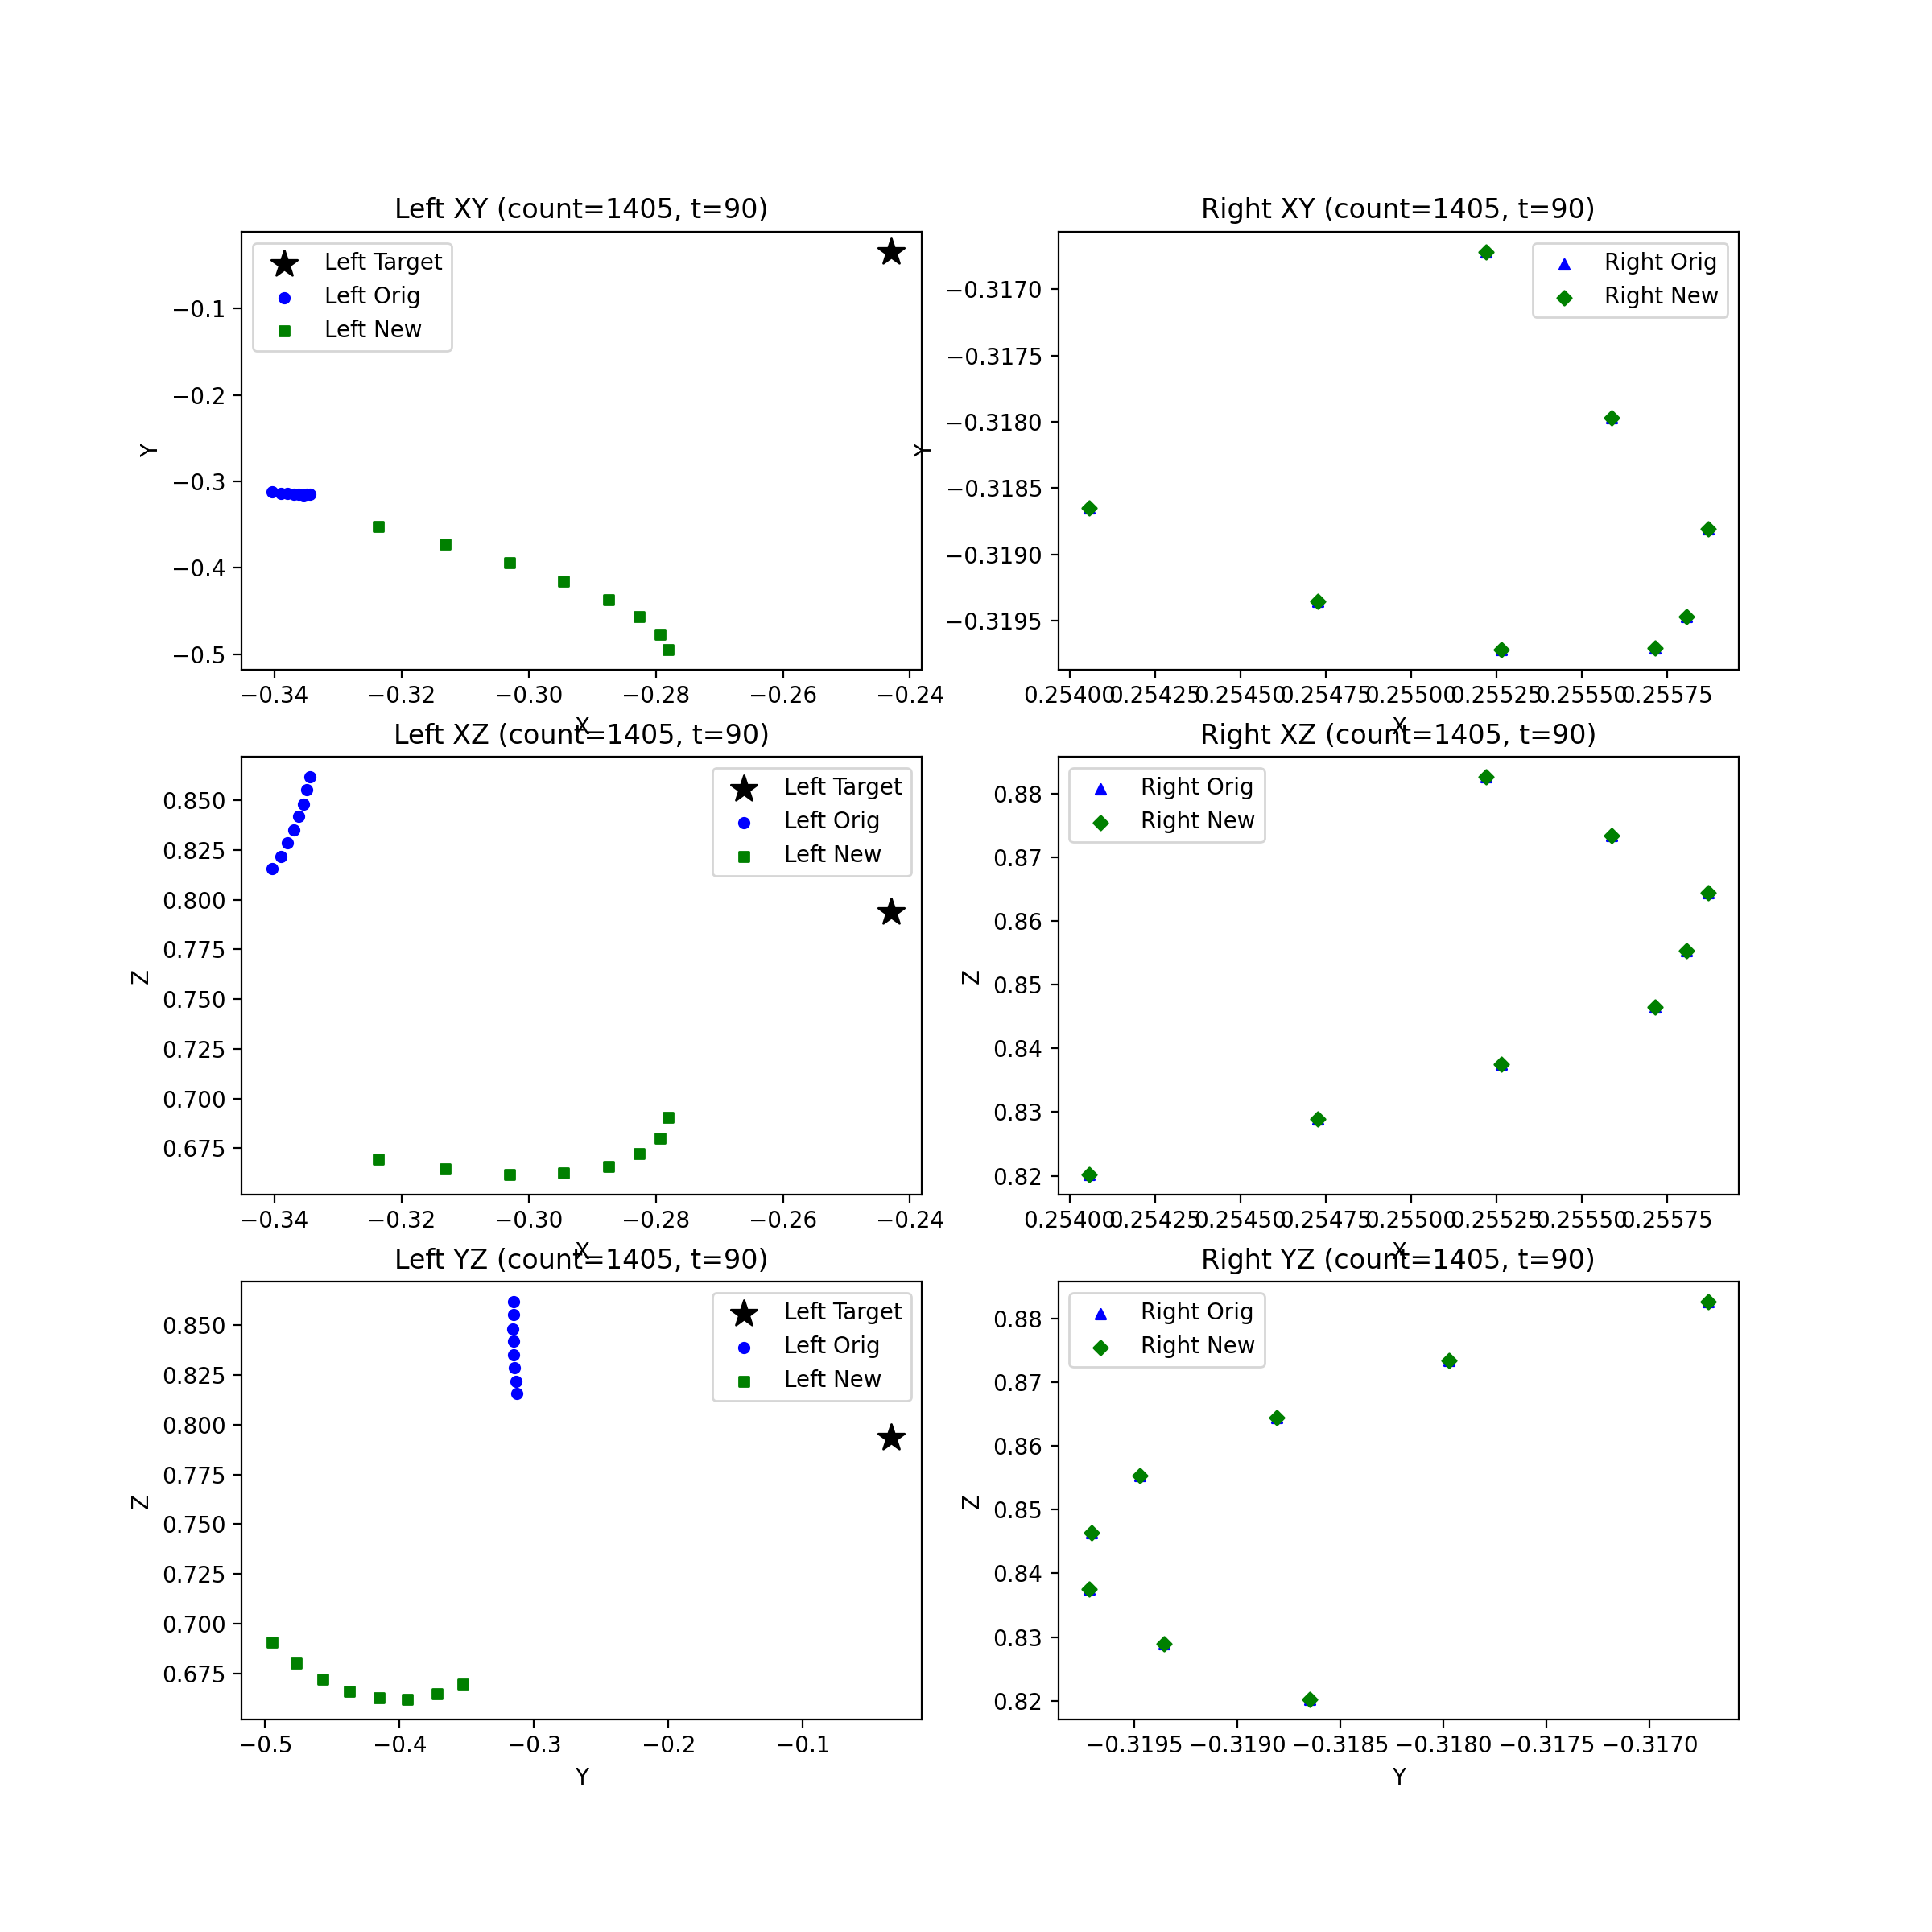 Left XY (count=1405, t=90)
Left Target
Left Orig
Left New
Y
−0.1
−0.2
−0.3
−0.4
−0.5
−0.34 −0.32 −0.30 −0.28 −0.26 −0.24
X
Right XY (count=1405, t=90)
Right Orig
Right New
Y
−0.3170
−0.3175
−0.3180
−0.3185
−0.3190
−0.3195
0.25400 0.25425 0.25450 0.25475 0.25500 0.25525 0.25550 0.25575
X
Left XZ (count=1405, t=90)
Left Target
Left Orig
Left New
Z
0.850
0.825
0.800
0.775
0.750
0.725
0.700
0.675
−0.34 −0.32 −0.30 −0.28 −0.26 −0.24
X
Right XZ (count=1405, t=90)
Right Orig
Right New
Z
0.88
0.87
0.86
0.85
0.84
0.83
0.82
0.25400 0.25425 0.25450 0.25475 0.25500 0.25525 0.25550 0.25575
X
Left YZ (count=1405, t=90)
Left Target
Left Orig
Left New
Z
0.850
0.825
0.800
0.775
0.750
0.725
0.700
0.675
−0.5 −0.4 −0.3 −0.2 −0.1
Y
Right YZ (count=1405, t=90)
Right Orig
Right New
Z
0.88
0.87
0.86
0.85
0.84
0.83
0.82
−0.3195 −0.3190 −0.3185 −0.3180 −0.3175 −0.3170
Y